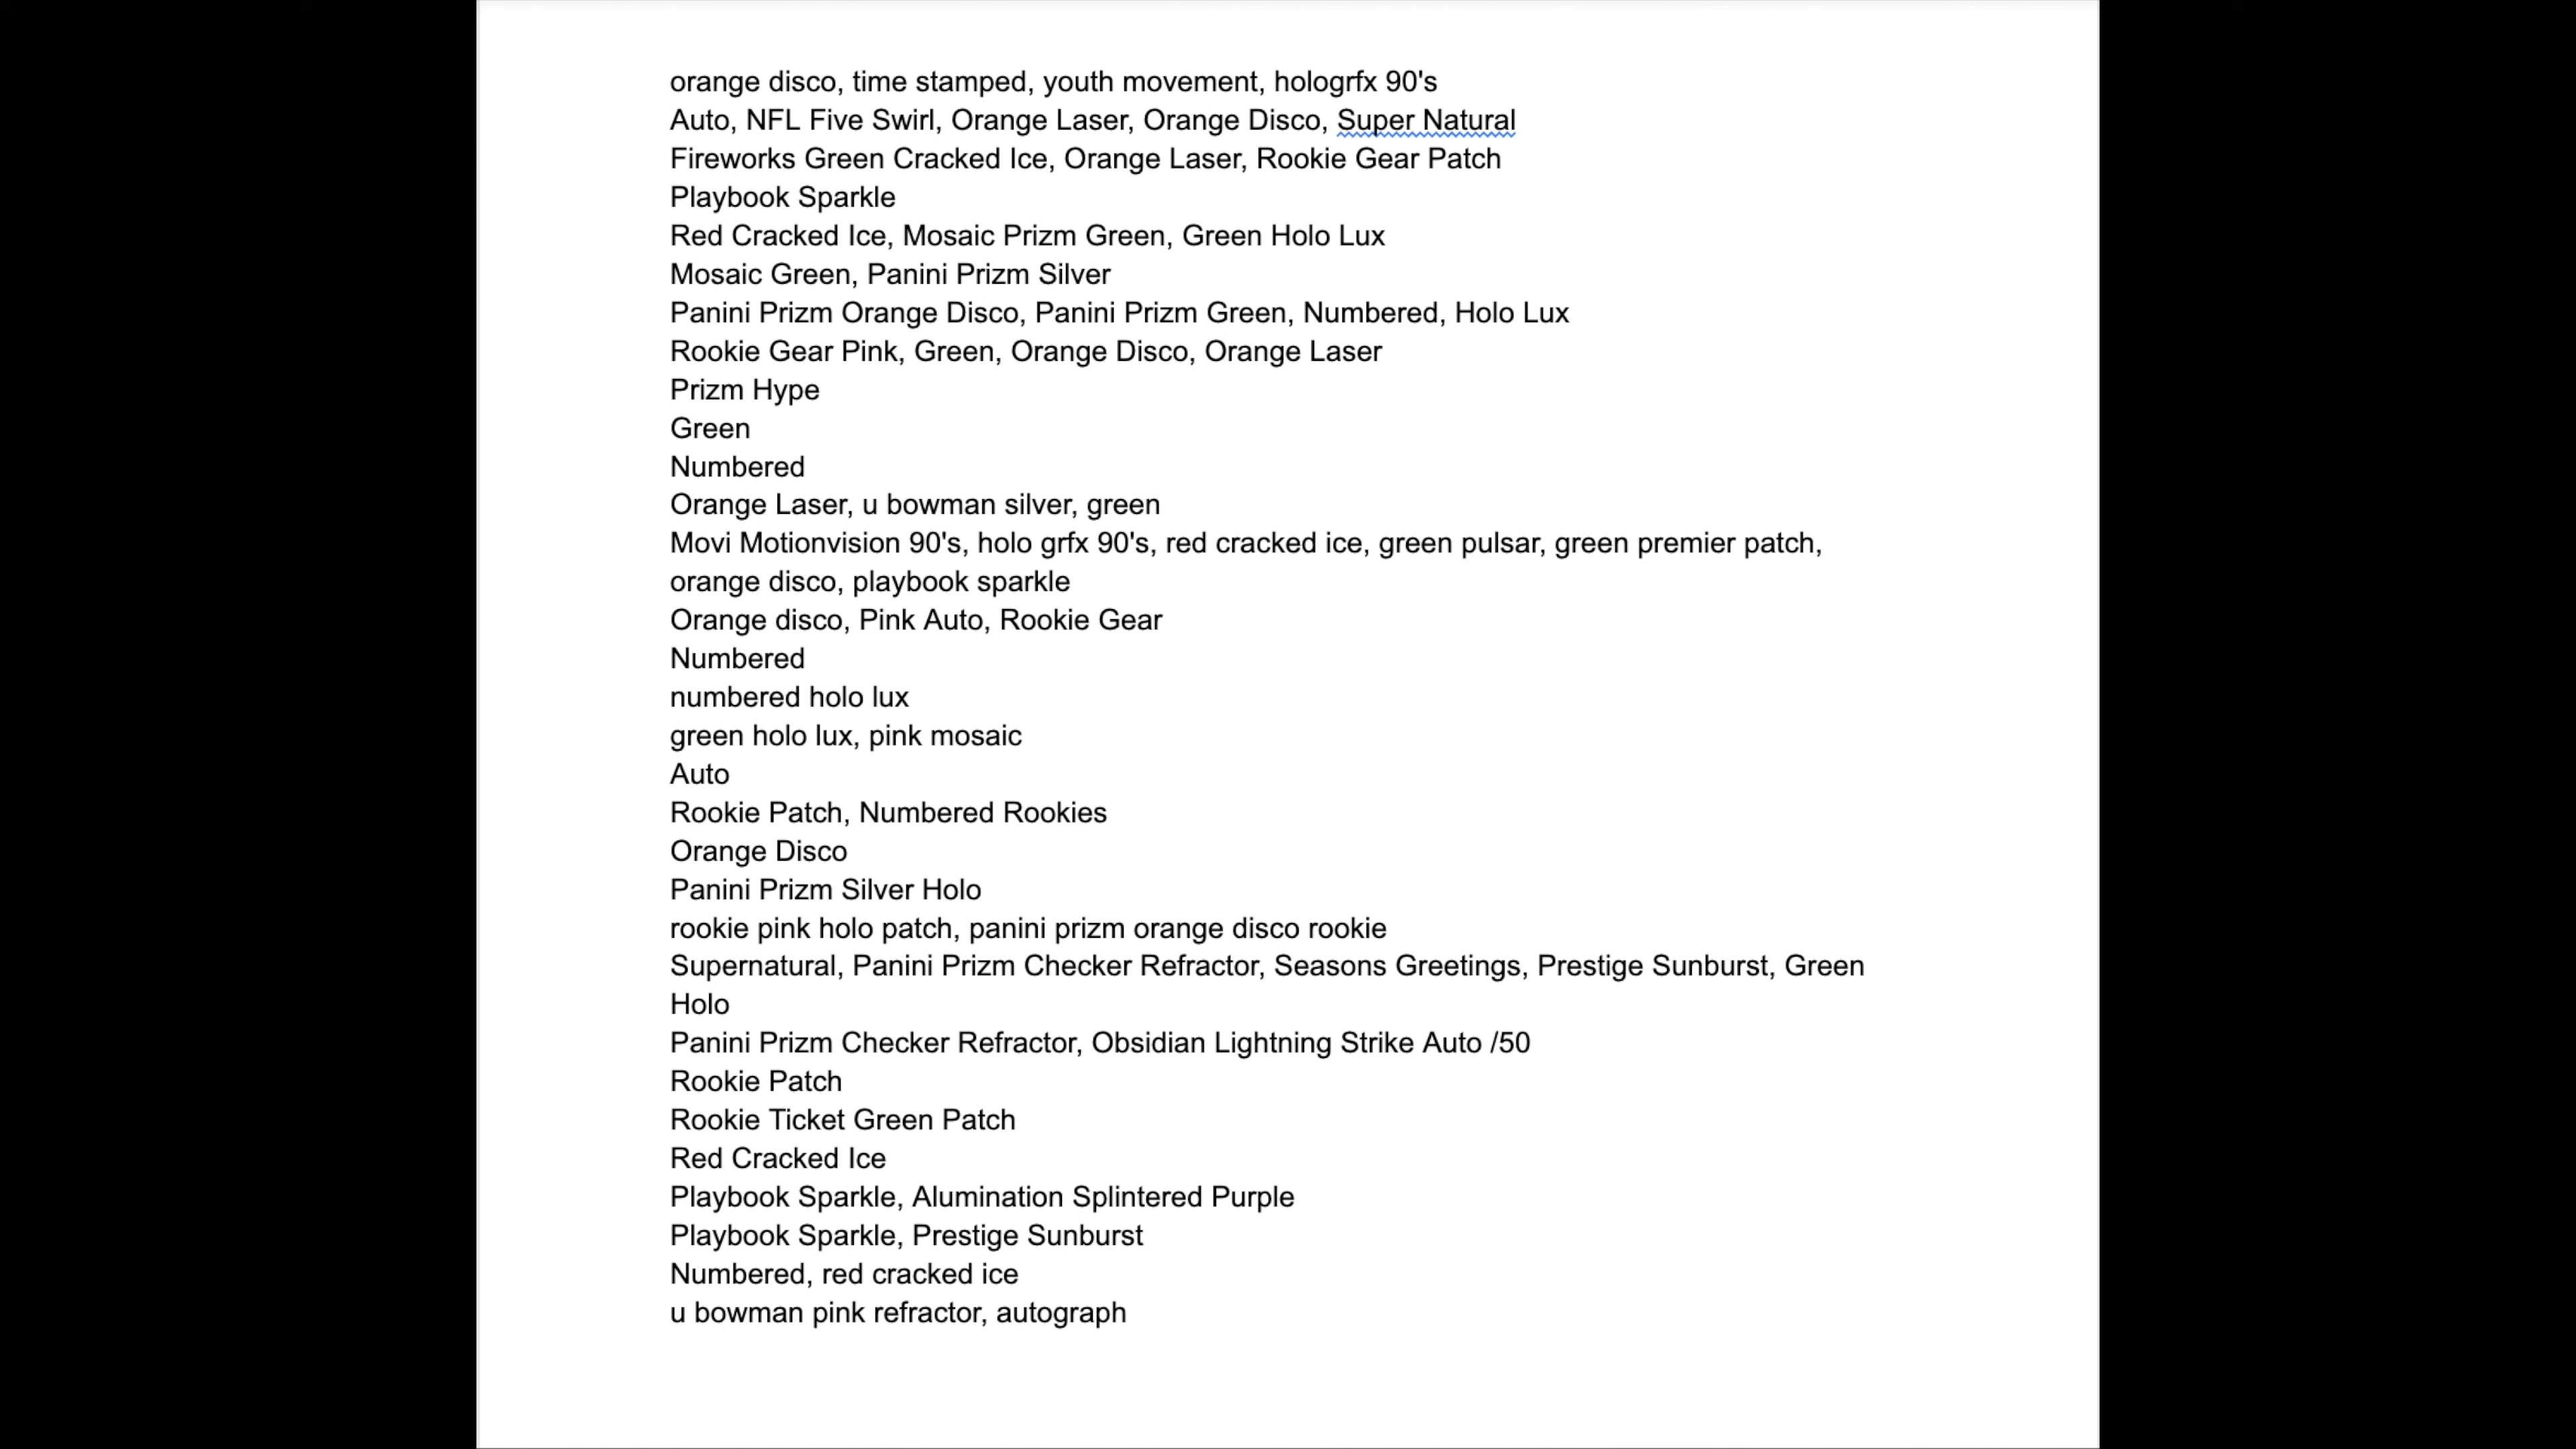 orange disco, time stamped, youth movement, hologrfx 90's
Auto, NFL Five Swirl, Orange Laser, Orange Disco, Super Natural
Fireworks Green Cracked Ice, Orange Laser, Rookie Gear Patch
Playbook Sparkle
Red Cracked Ice, Mosaic Prizm Green, Green Holo Lux
Mosaic Green, Panini Prizm Silver
Panini Prizm Orange Disco, Panini Prizm Green, Numbered, Holo Lux
Rookie Gear Pink, Green, Orange Disco, Orange Laser
Prizm Hype
Green
Numbered
Orange Laser, u bowman silver, green
Movi Motionvision 90's, holo grfx 90's, red cracked ice, green pulsar, green premier patch,
orange disco, playbook sparkle
Orange disco, Pink Auto, Rookie Gear
Numbered
numbered holo lux
green holo lux, pink mosaic
Auto
Rookie Patch, Numbered Rookies
Orange Disco
Panini Prizm Silver Holo
rookie pink holo patch, panini prizm orange disco rookie
Supernatural, Panini Prizm Checker Refractor, Seasons Greetings, Prestige Sunburst, Green
Holo
Panini Prizm Checker Refractor, Obsidian Lightning Strike Auto /50
Rookie Patch
Rookie Ticket Green Patch
Red Cracked Ice
Playbook Sparkle, Alumination Splintered Purple
Playbook Sparkle, Prestige Sunburst
Numbered, red cracked ice
u bowman pink refractor, autograph